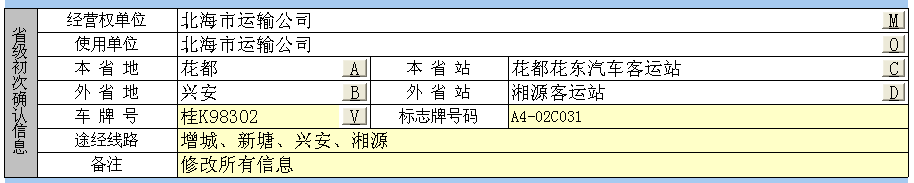 省级初次确认信息
经营权单位 北海市运输公司 M
使用单位 北海市运输公司 O
本省地 花都 A 本省站 花都花东汽车客运站 C
外省地 兴安 B 外省站 湘源客运站 D
车牌号 桂K98302 V 标志牌号码 A4-02C031
途经线路 增城、新塘、兴安、湘源
备注 修改所有信息